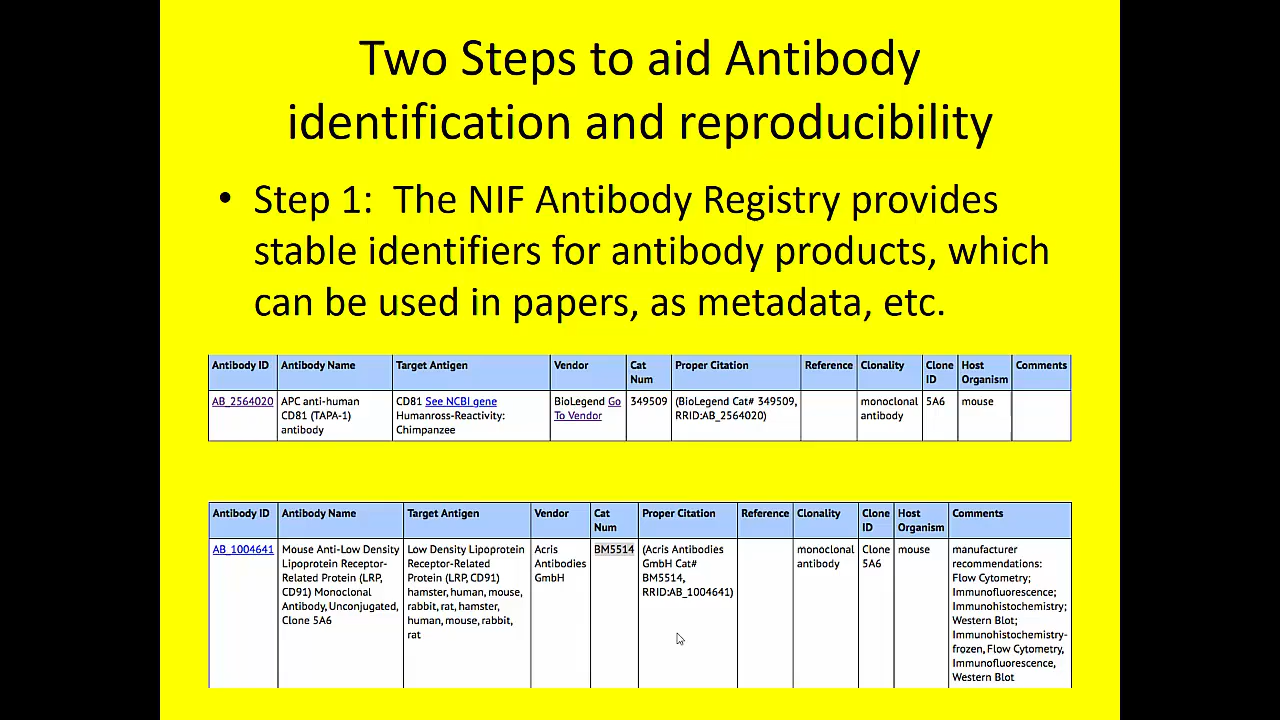 Two Steps to aid Antibody
identification and reproducibility
• Step 1: The NIF Antibody Registry provides
stable identifiers for antibody products, which
can be used in papers, as metadata, etc.
Antibody ID Antibody Name Target Antigen Vendor Cat Num Proper Citation Reference Clonality Clone ID Host Organism Comments
AB_2564020 APC anti-human CD81 (TAPA-1) antibody CD81 See NCBI gene Humanross-Reactivity: Chimpanzee BioLegend Go To Vendor 349509 (BioLegend Cat# 349509, RRID:AB_2564020) monoclonal antibody 5A6 mouse
Antibody ID Antibody Name Target Antigen Vendor Cat Num Proper Citation Reference Clonality Clone ID Host Organism Comments
AB_1004641 Mouse Anti-Low Density Lipoprotein Receptor-Related Protein (LRP, CD91) Monoclonal Antibody, Unconjugated, Clone 5A6 Low Density Lipoprotein Receptor-Related Protein (LRP, CD91) hamster, human, mouse, rabbit, rat, hamster, human, mouse, rabbit, rat Acris Antibodies GmbH BM5514 (Acris Antibodies GmbH Cat# BM5514, RRID:AB_1004641) monoclonal antibody Clone 5A6 mouse manufacturer recommendations: Flow Cytometry; Immunofluorescence; Immunohistochemistry; Western Blot; Immunohistochemistry-frozen, Flow Cytometry, Immunofluorescence, Western Blot